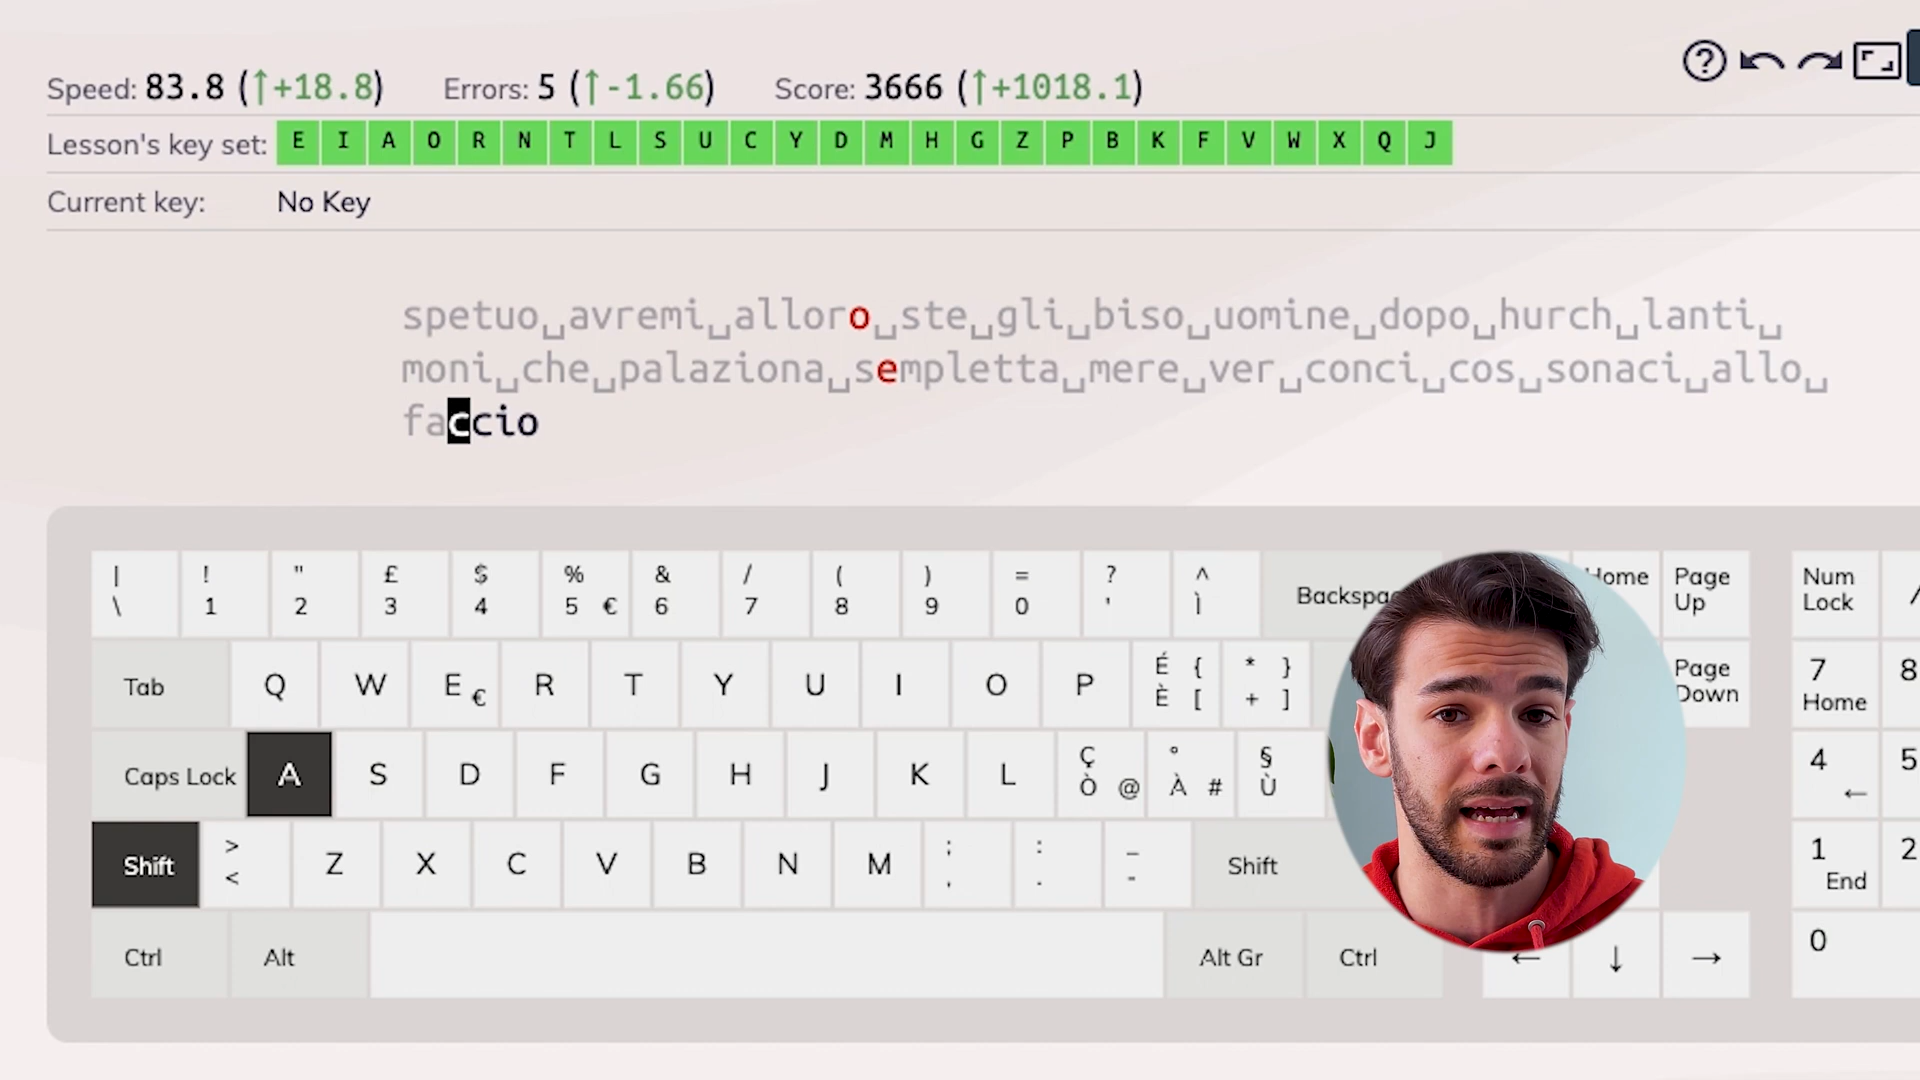 Speed: 83.8 (↑+18.8) Errors: 5 (↑-1.66) Score: 3666 (↑+1018.1)
Lesson's key set: E I A O R N T L S U C Y D M H G Z P B K F V W X Q J
Current key: No Key
spetuo␣avremi␣alloro␣ste␣gli␣biso␣uomine␣dopo␣hurch␣lanti␣
moni␣che␣palaziona␣sempletta␣mere␣ver␣conci␣cos␣sonaci␣allo␣
faccio
| ! " £ $ % & / ( ) = ? ^ Home Page Up Num Lock /
\ 1 2 3 4 5 € 6 7 8 9 0 ' ì
Tab Q W E € R T Y U I O P É È { [ * + } ] Page Down 7 Home 8
Caps Lock A S D F G H J K L Ç Ò @ ° À # § Ù 4 ← 5
Shift > < Z X C V B N M ; , : . _ - Shift 1 End 2
Ctrl Alt Alt Gr Ctrl ← ↓ → 0